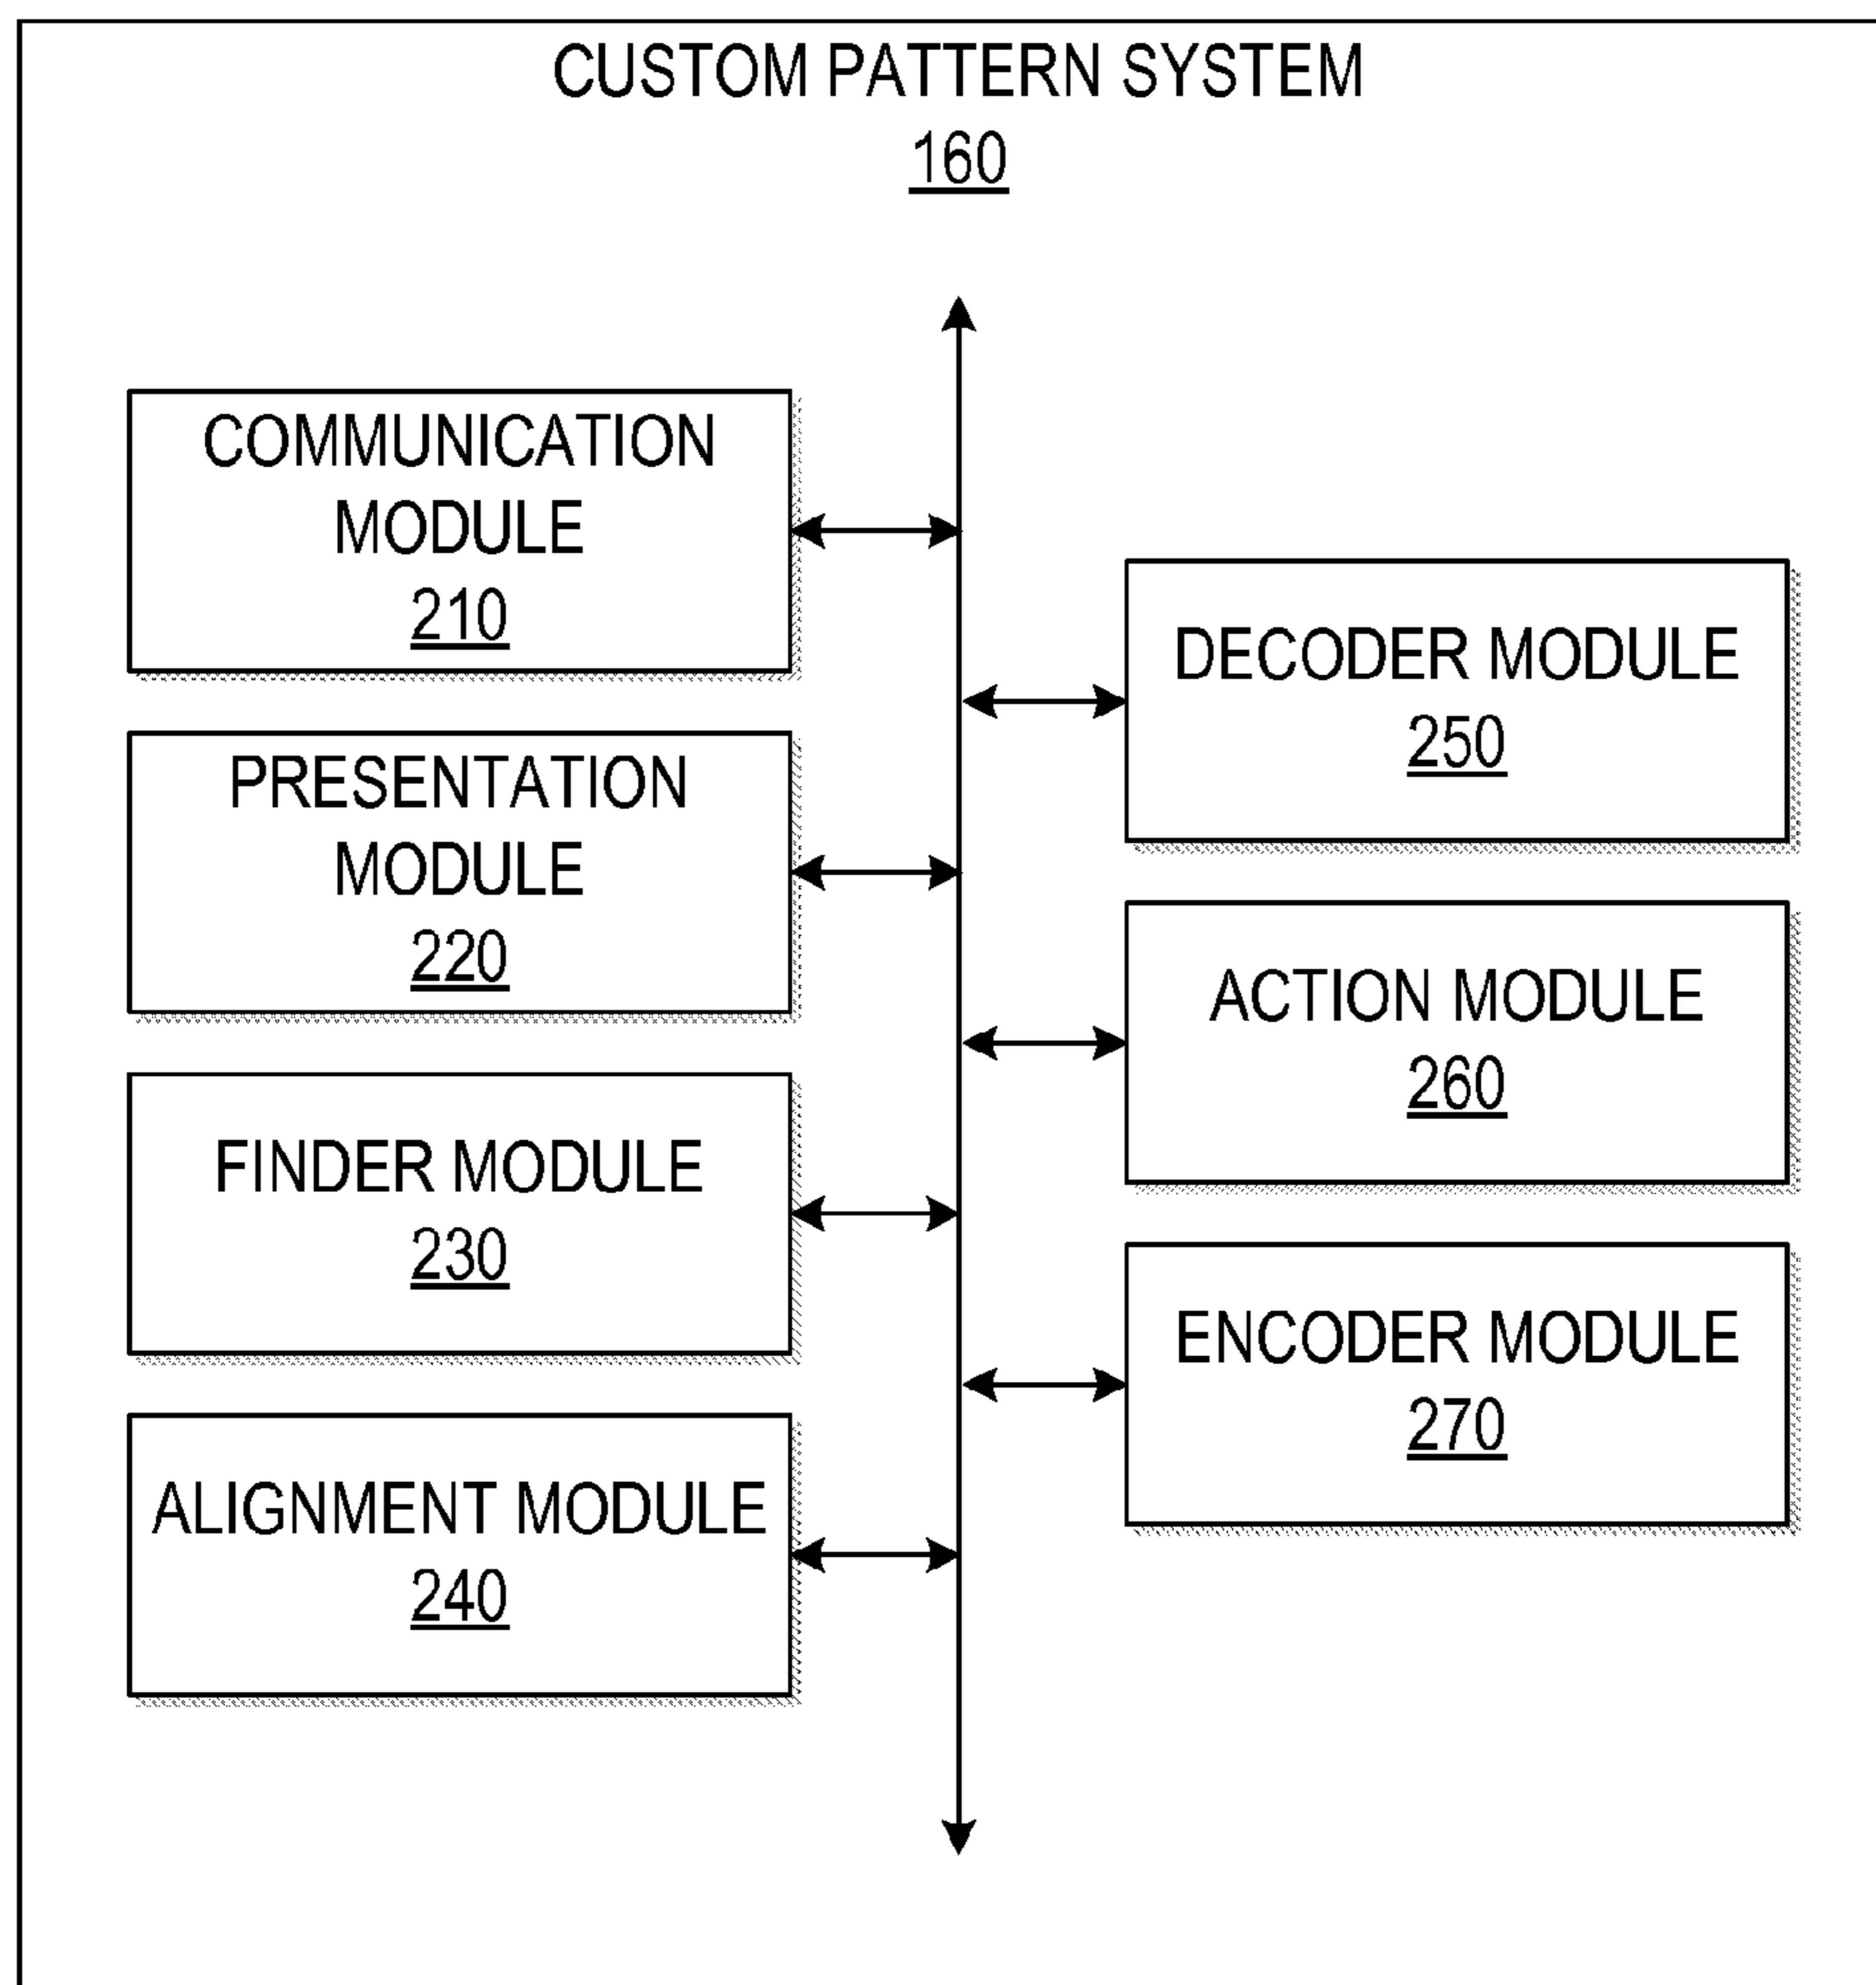 CUSTOM PATTERN SYSTEM
160
COMMUNICATION
MODULE
210
PRESENTATION
MODULE
220
FINDER MODULE
230
ALIGNMENT MODULE
240
DECODER MODULE
250
ACTION MODULE
260
ENCODER MODULE
270